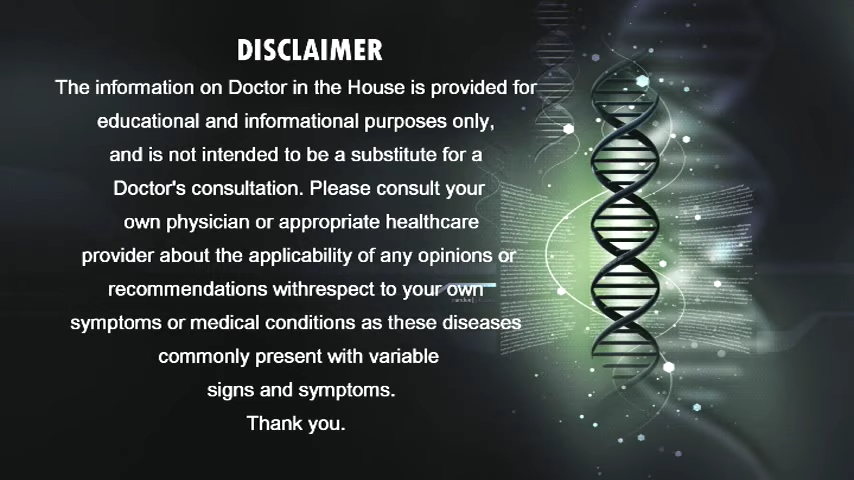 DISCLAIMER
The information on Doctor in the House is provided for
educational and informational purposes only,
and is not intended to be a substitute for a
Doctor's consultation. Please consult your
own physician or appropriate healthcare
provider about the applicability of any opinions or
recommendations withrespect to your own
symptoms or medical conditions as these diseases
commonly present with variable
signs and symptoms.
Thank you.